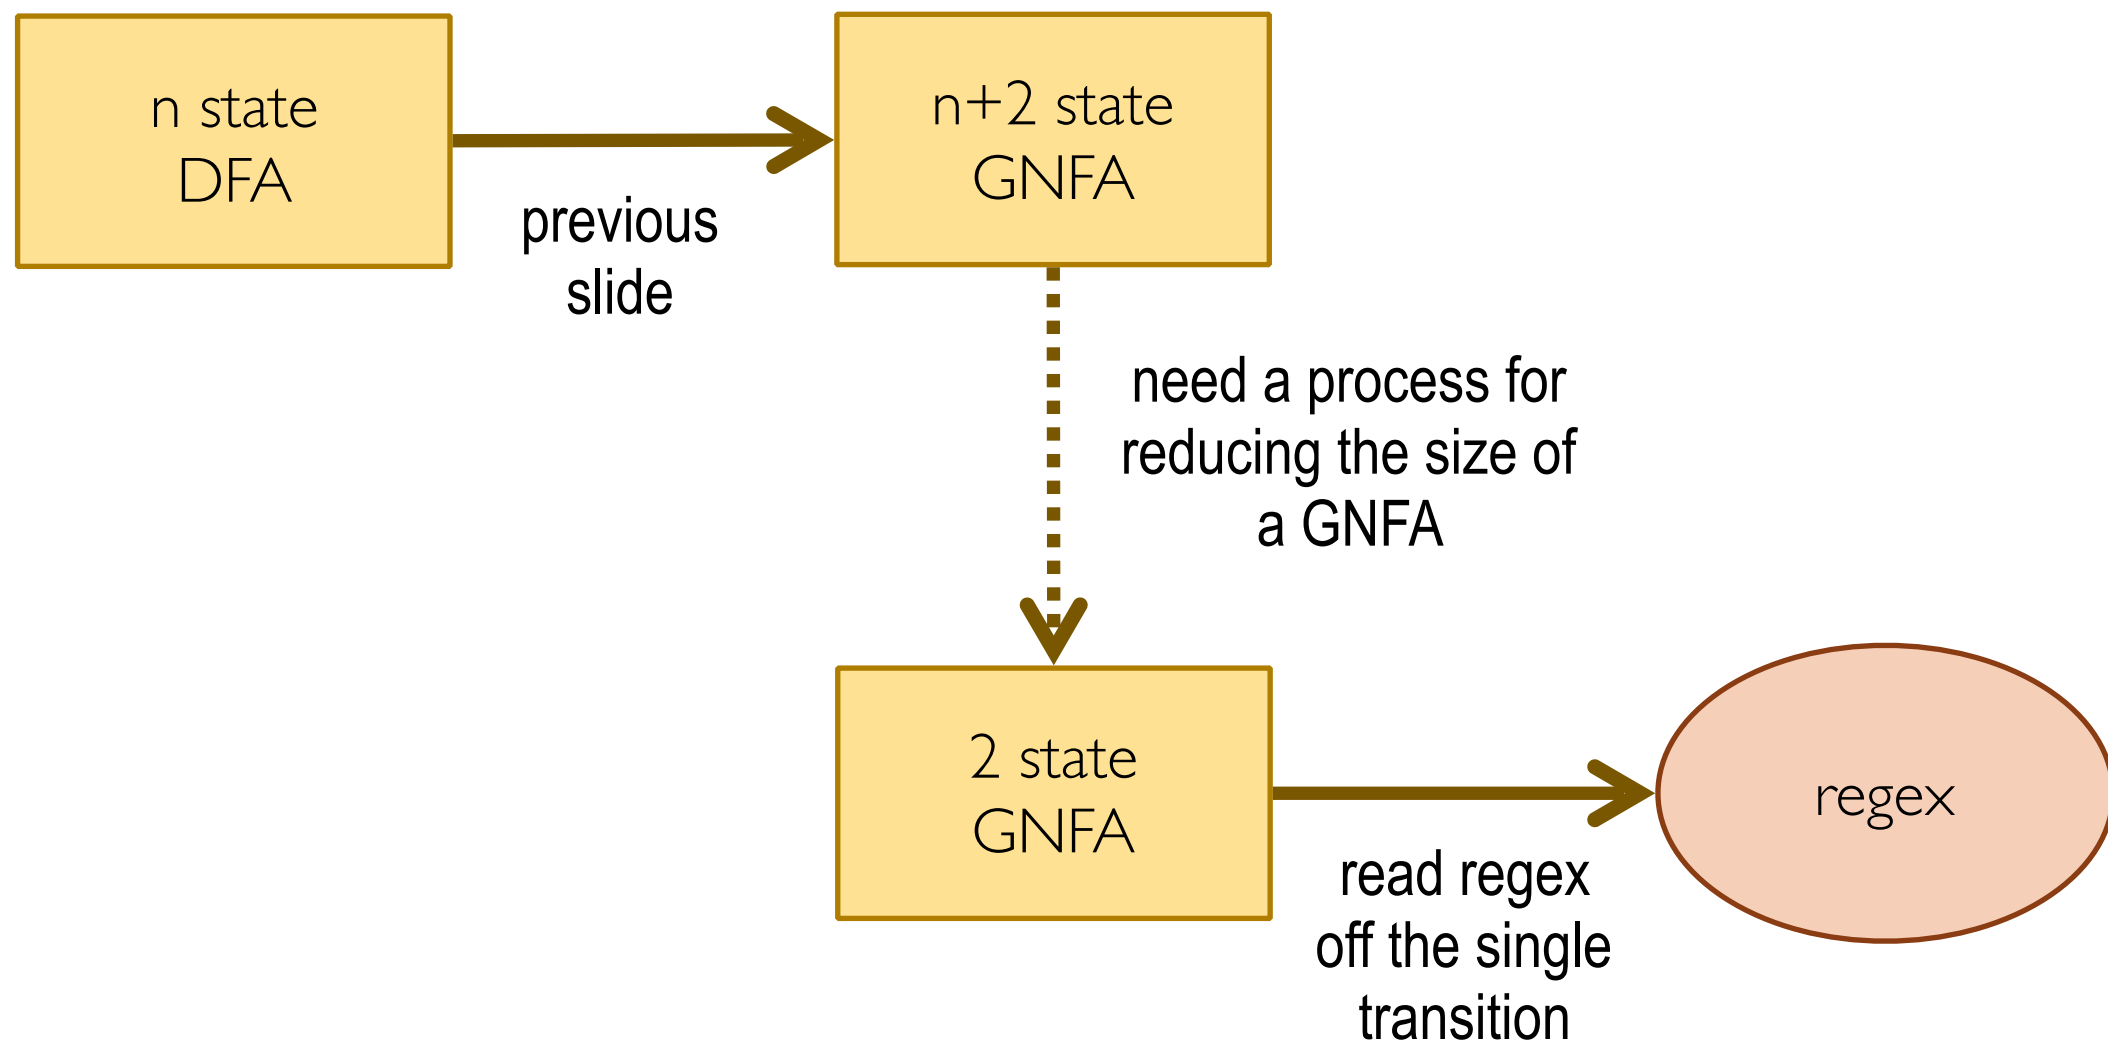 n state
DFA
previous
slide
n+2 state
GNFA
need a process for
reducing the size of
a GNFA
2 state
GNFA
read regex
off the single
transition
regex